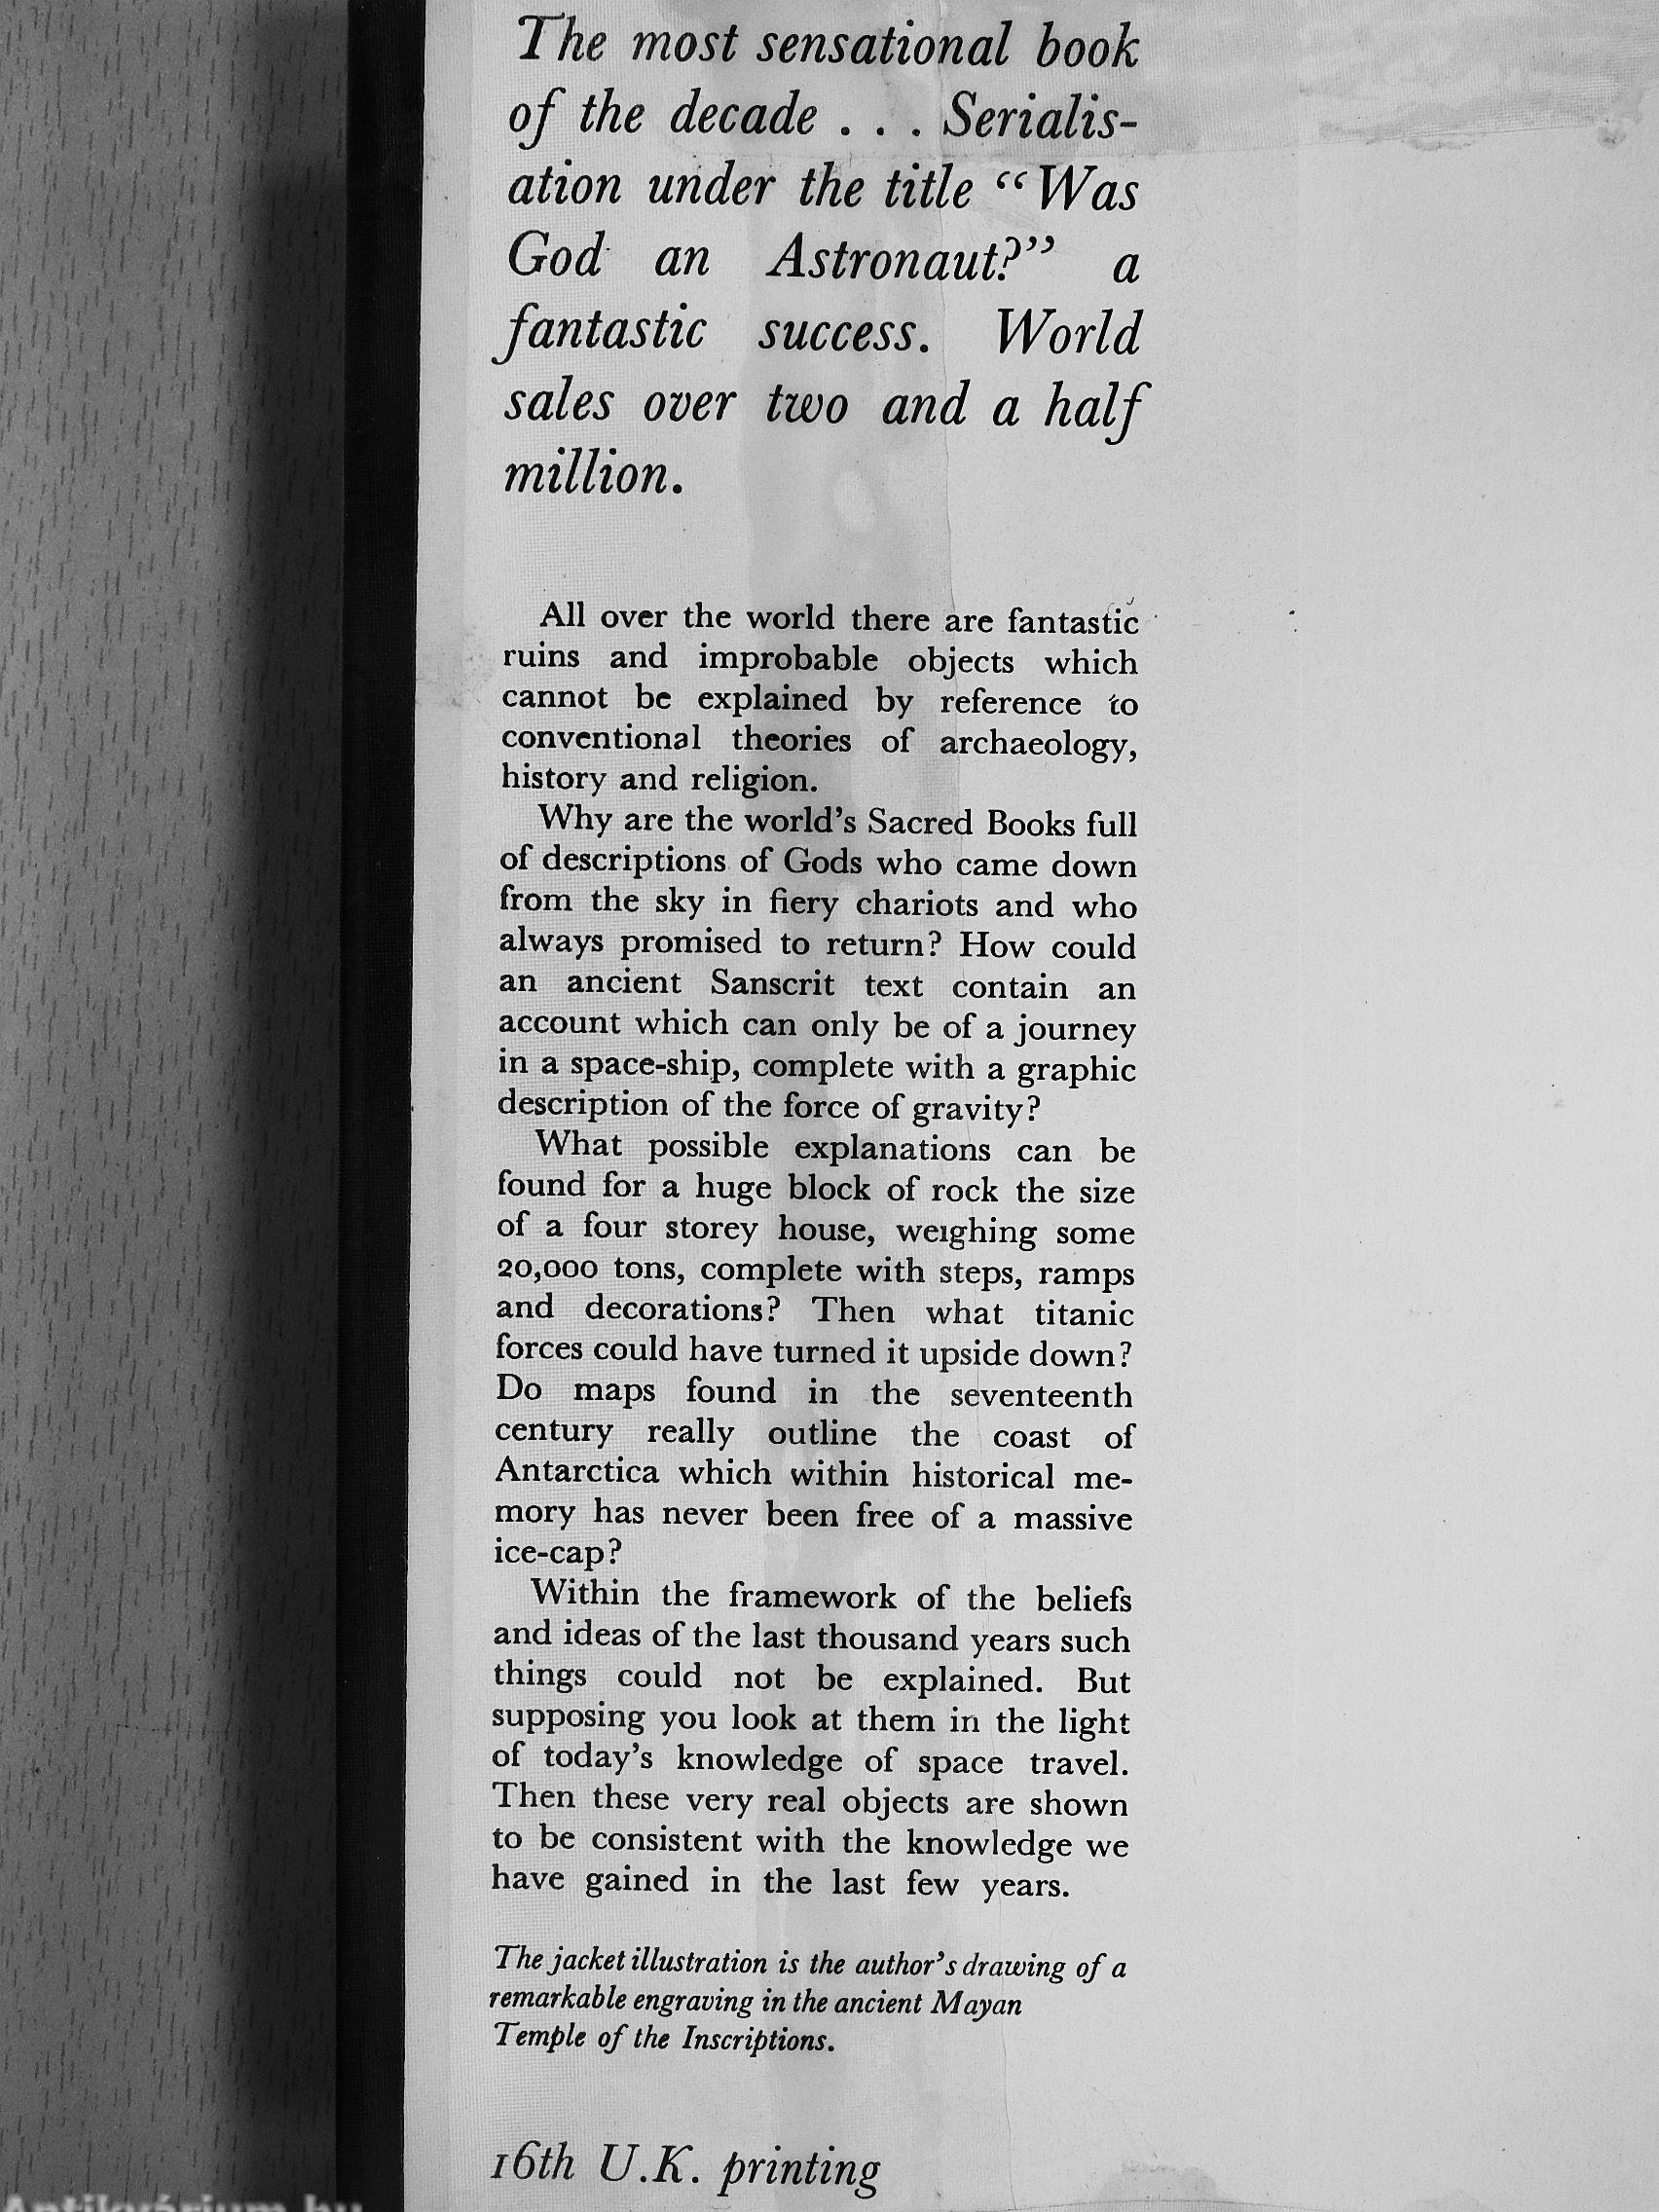 The most sensational book
of the decade . . . Serialis-
ation under the title “Was
God an Astronaut?” a
fantastic success. World
sales over two and a half
million.
All over the world there are fantastic
ruins and improbable objects which
cannot be explained by reference to
conventional theories of archaeology,
history and religion.
Why are the world’s Sacred Books full
of descriptions of Gods who came down
from the sky in fiery chariots and who
always promised to return? How could
an ancient Sanscrit text contain an
account which can only be of a journey
in a space-ship, complete with a graphic
description of the force of gravity?
What possible explanations can be
found for a huge block of rock the size
of a four storey house, weighing some
20,000 tons, complete with steps, ramps
and decorations? Then what titanic
forces could have turned it upside down?
Do maps found in the seventeenth
century really outline the coast of
Antarctica which within historical me-
mory has never been free of a massive
ice-cap?
Within the framework of the beliefs
and ideas of the last thousand years such
things could not be explained. But
supposing you look at them in the light
of today’s knowledge of space travel.
Then these very real objects are shown
to be consistent with the knowledge we
have gained in the last few years.
The jacket illustration is the author’s drawing of a
remarkable engraving in the ancient Mayan
Temple of the Inscriptions.
16th U.K. printing
Antikvárium.hu